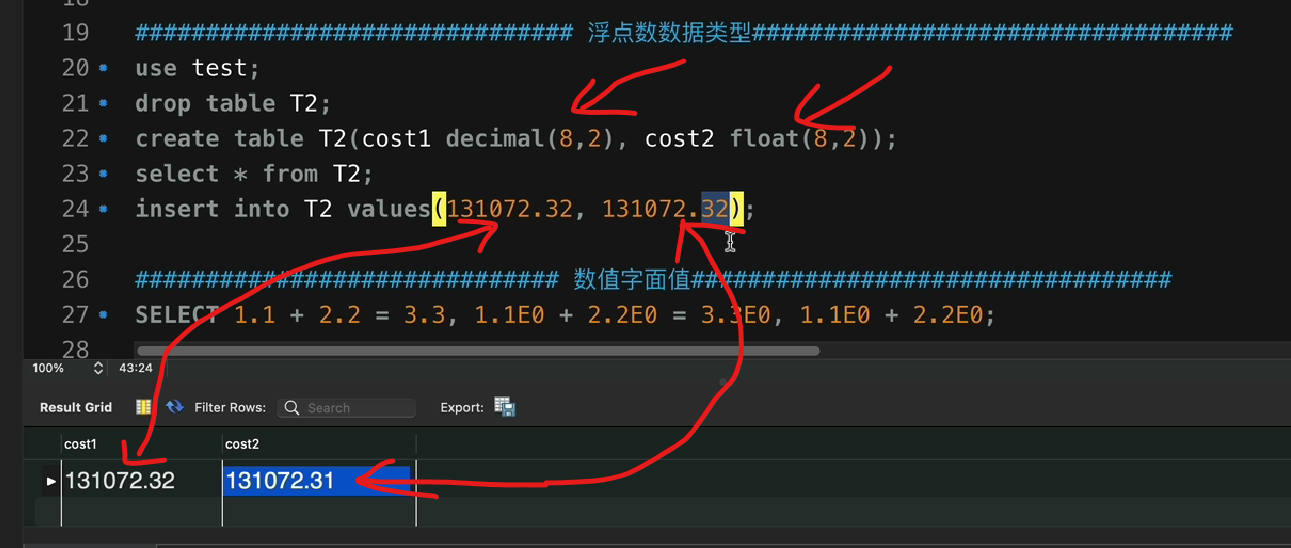 18
19 ############################### 浮点数数据类型##################################
20 use test;
21 drop table T2;
22 create table T2(cost1 decimal(8,2), cost2 float(8,2));
23 select * from T2;
24 insert into T2 values(131072.32, 131072.32);
25
26 ############################## 数值字面值##################################
27 SELECT 1.1 + 2.2 = 3.3, 1.1E0 + 2.2E0 = 3.3E0, 1.1E0 + 2.2E0;
28
100% 43:24
Result Grid Filter Rows: Search Export:
cost1 cost2
131072.32 131072.31